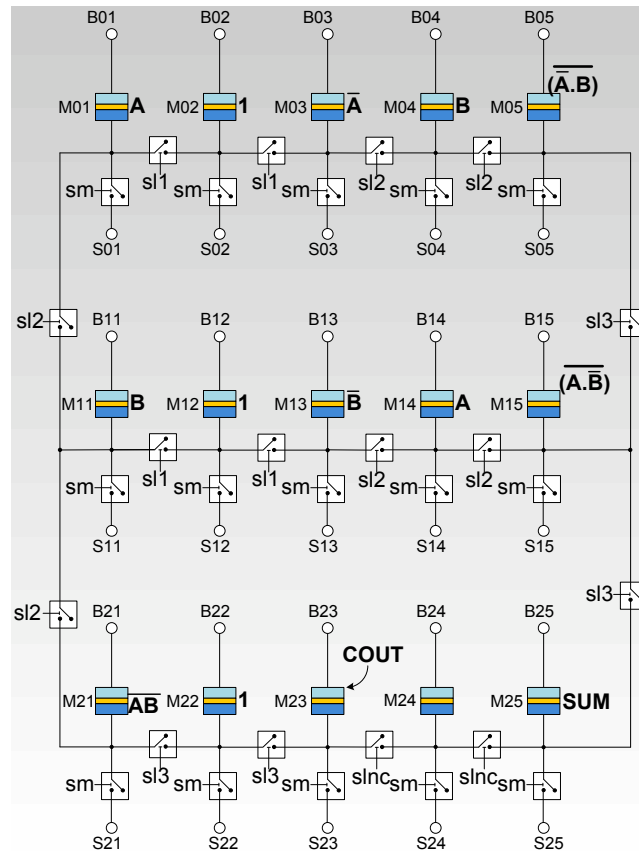 B01 B02 B03 B04 B05
M01 A M02 1 M03 A̅ M04 B M05 (A̅.B)̅
sl1 sl1 sl2 sl2
sm sm sm sm sm
S01 S02 S03 S04 S05
sl2 B11 B12 B13 B14 B15 sl3
M11 B M12 1 M13 B̅ M14 A M15 (A.B̅)̅
sl1 sl1 sl2 sl2
sm sm sm sm sm
S11 S12 S13 S14 S15
sl2 B21 B22 B23 B24 B25 sl3
COUT
M21 A̅B̅ M22 1 M23 M24 M25 SUM
sl3 sl3 slnc slnc
sm sm sm sm sm
S21 S22 S23 S24 S25